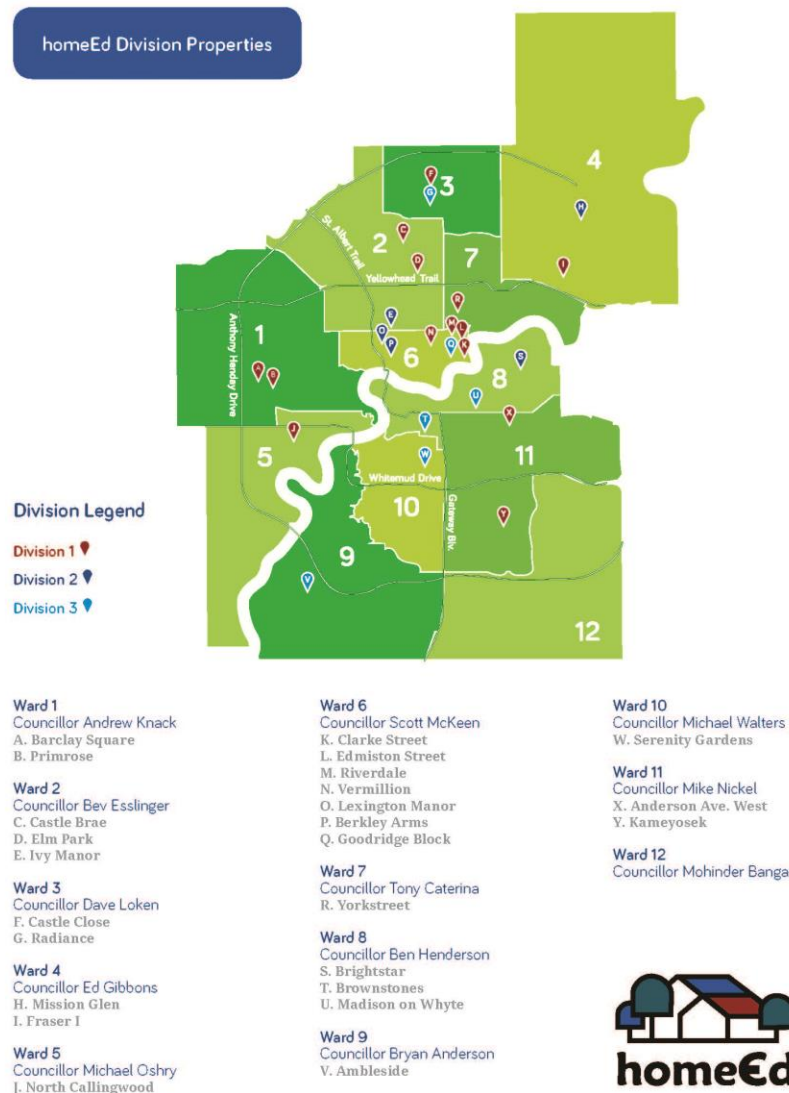 homeEd Division Properties
4
F
3
G
H
C
2
D
7
I
St. Albert Trail
Yellowhead Trail
R
E
M
L
O
N
P
Q
K
1
6
Anthony Henday Drive
S
8
A
B
U
T
X
J
5
W
11
Whitemud Drive
10
Gateway Blv.
Y
9
V
12
Division Legend
Division 1
Division 2
Division 3
Ward 1
Councillor Andrew Knack
A. Barclay Square
B. Primrose
Ward 2
Councillor Bev Esslinger
C. Castle Brae
D. Elm Park
E. Ivy Manor
Ward 3
Councillor Dave Loken
F. Castle Close
G. Radiance
Ward 4
Councillor Ed Gibbons
H. Mission Glen
I. Fraser I
Ward 5
Councillor Michael Oshry
J. North Callingwood
Ward 6
Councillor Scott McKeen
K. Clarke Street
L. Edmiston Street
M. Riverdale
N. Vermillion
O. Lexington Manor
P. Berkley Arms
Q. Goodridge Block
Ward 7
Councillor Tony Caterina
R. Yorkstreet
Ward 8
Councillor Ben Henderson
S. Brightstar
T. Brownstones
U. Madison on Whyte
Ward 9
Councillor Bryan Anderson
V. Ambleside
Ward 10
Councillor Michael Walters
W. Serenity Gardens
Ward 11
Councillor Mike Nickel
X. Anderson Ave. West
Y. Kameyosek
Ward 12
Councillor Mohinder Banga
home€d